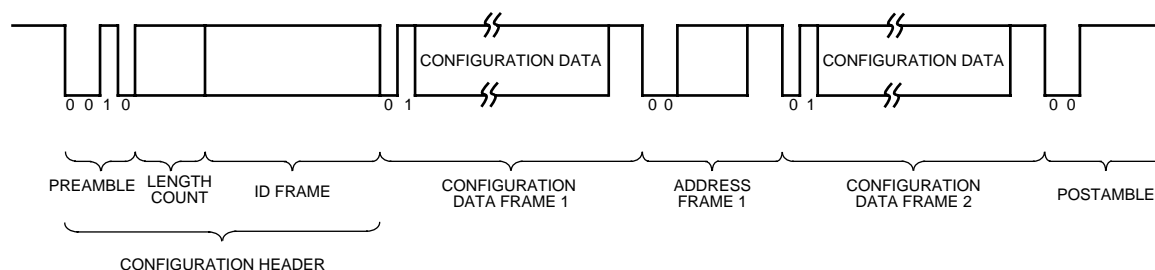 CONFIGURATION DATA
CONFIGURATION DATA
0 0 1 0
0 1
0 0
0 1
0 0
PREAMBLE
LENGTH
COUNT
ID FRAME
CONFIGURATION
DATA FRAME 1
ADDRESS
FRAME 1
CONFIGURATION
DATA FRAME 2
POSTAMBLE
CONFIGURATION HEADER